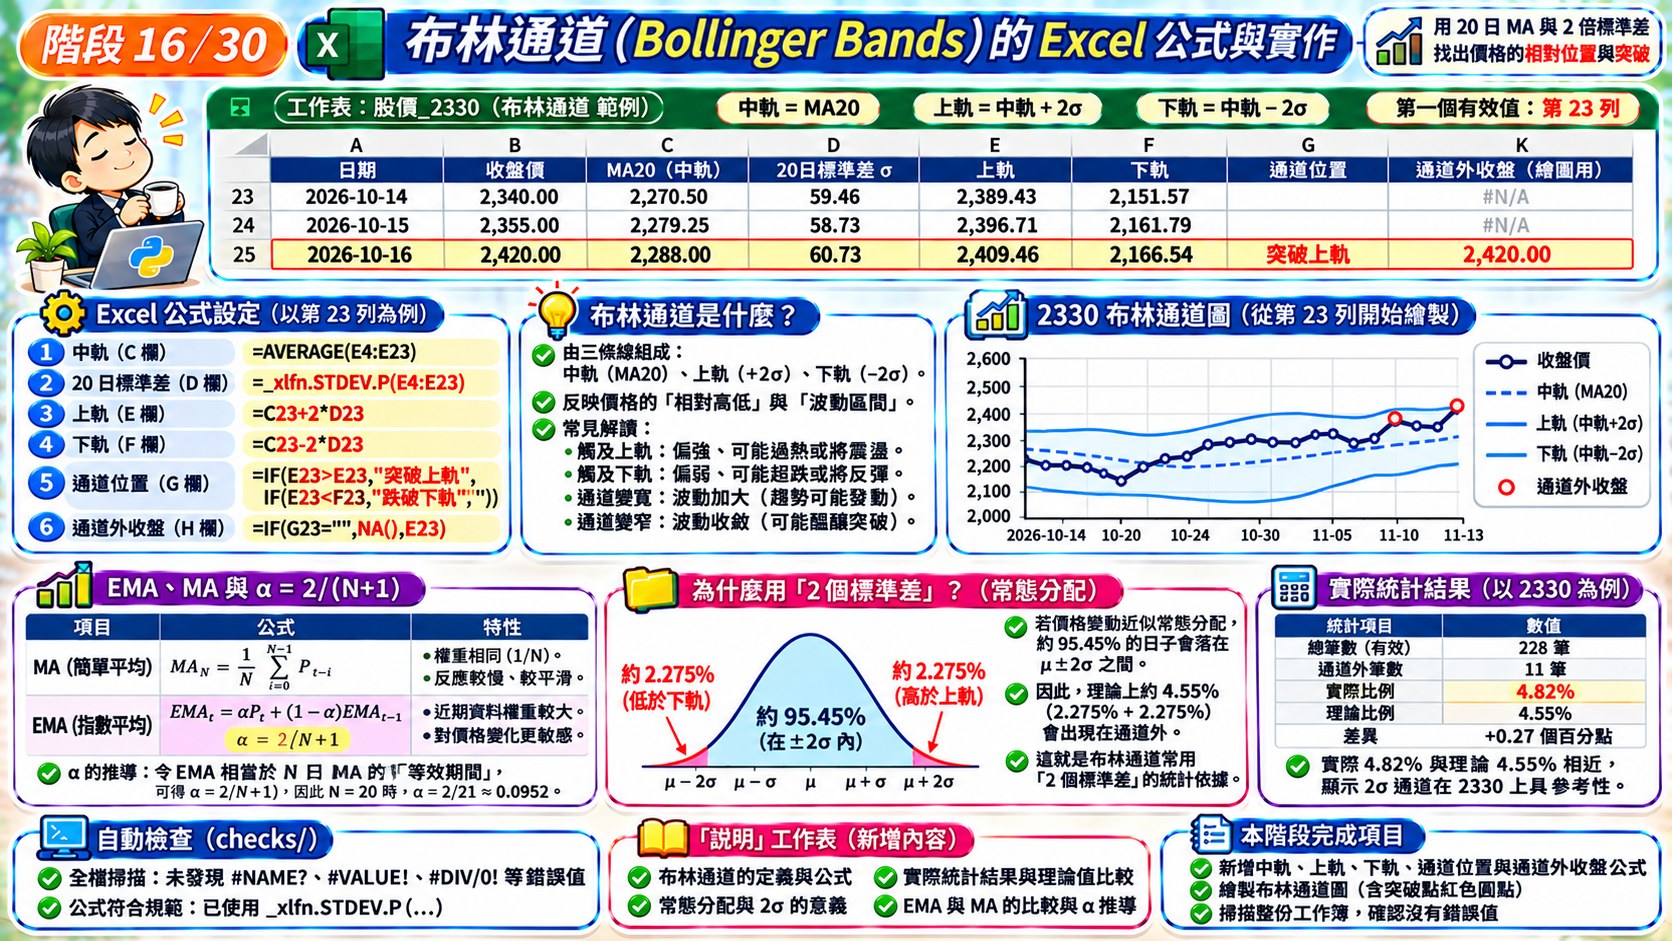 階段 16/30
X
布林通道 (Bollinger Bands) 的 Excel 公式與實作
用 20 日 MA 與 2 倍標準差
找出價格的相對位置與突破
工作表：股價_2330（布林通道 範例）
中軌 = MA20
上軌 = 中軌 + 2σ
下軌 = 中軌 − 2σ
第一個有效值：第 23 列
A B C D E F G K
日期 收盤價 MA20（中軌） 20日標準差 σ 上軌 下軌 通道位置 通道外收盤（繪圖用）
23 2026-10-14 2,340.00 2,270.50 59.46 2,389.43 2,151.57 #N/A
24 2026-10-15 2,355.00 2,279.25 58.73 2,396.71 2,161.79 #N/A
25 2026-10-16 2,420.00 2,288.00 60.73 2,409.46 2,166.54 突破上軌 2,420.00
Excel 公式設定（以第 23 列為例）
1 中軌（C 欄） =AVERAGE(E4:E23)
2 20 日標準差（D 欄） =_xlfn.STDEV.P(E4:E23)
3 上軌（E 欄） =C23+2*D23
4 下軌（F 欄） =C23-2*D23
5 通道位置（G 欄） =IF(E23>E23,"突破上軌",
IF(E23<F23,"跌破下軌",""))
6 通道外收盤（H 欄） =IF(G23="",NA(),E23)
布林通道是什麼？
由三條線組成：
中軌（MA20）、上軌（+2σ）、下軌（−2σ）。
反映價格的「相對高低」與「波動區間」。
常見解讀：
• 觸及上軌：偏強、可能過熱或將震盪。
• 觸及下軌：偏弱、可能超跌或將反彈。
• 通道變寬：波動加大（趨勢可能發動）。
• 通道變窄：波動收斂（可能醞釀突破）。
2330 布林通道圖（從第 23 列開始繪製）
2,600
2,500
2,400
2,300
2,200
2,100
2,000
2026-10-14 10-20 10-24 10-30 11-05 11-10 11-13
收盤價
中軌（MA20）
上軌（中軌+2σ）
下軌（中軌−2σ）
通道外收盤
EMA、MA 與 α = 2/(N+1)
項目 公式 特性
MA（簡單平均） MA_N = 1/N ∑_{i=0}^{N−1} P_{t−i} • 權重相同 (1/N)。
• 反應較慢、較平滑。
EMA（指數平均） EMA_t = αP_t + (1−α)EMA_{t−1} • 近期資料權重較大。
α = 2/N+1 • 對價格變化更敏感。
α 的推導：令 EMA 相當於 N 日 MA 的「等效期間」，
可得 α = 2/N+1)，因此 N = 20 時，α = 2/21 ≈ 0.0952。
為什麼用「2 個標準差」？（常態分配）
約 2.275%
（低於下軌）
約 95.45%
（在 ±2σ 內）
約 2.275%
（高於上軌）
μ − 2σ μ − σ μ μ + σ μ + 2σ
若價格變動近似常態分配，
約 95.45% 的日子會落在
μ±2σ 之間。
因此，理論上約 4.55%
（2.275% + 2.275%）
會出現在通道外。
這就是布林通道常用
「2 個標準差」的統計依據。
實際統計結果（以 2330 為例）
統計項目 數值
總筆數（有效） 228 筆
通道外筆數 11 筆
實際比例 4.82%
理論比例 4.55%
差異 +0.27 個百分點
實際 4.82% 與理論 4.55% 相近，
顯示 2σ 通道在 2330 上具參考性。
自動檢查（checks/）
全檔掃描：未發現 #NAME?、#VALUE!、#DIV/0! 等錯誤值
公式符合規範：已使用 _xlfn.STDEV.P(...)
「說明」工作表（新增內容）
布林通道的定義與公式
實際統計結果與理論值比較
常態分配與 2σ 的意義
EMA 與 MA 的比較與 α 推導
本階段完成項目
新增中軌、上軌、下軌、通道位置與通道外收盤公式
繪製布林通道圖（含突破點紅色圓點）
掃描整份工作簿，確認沒有錯誤值